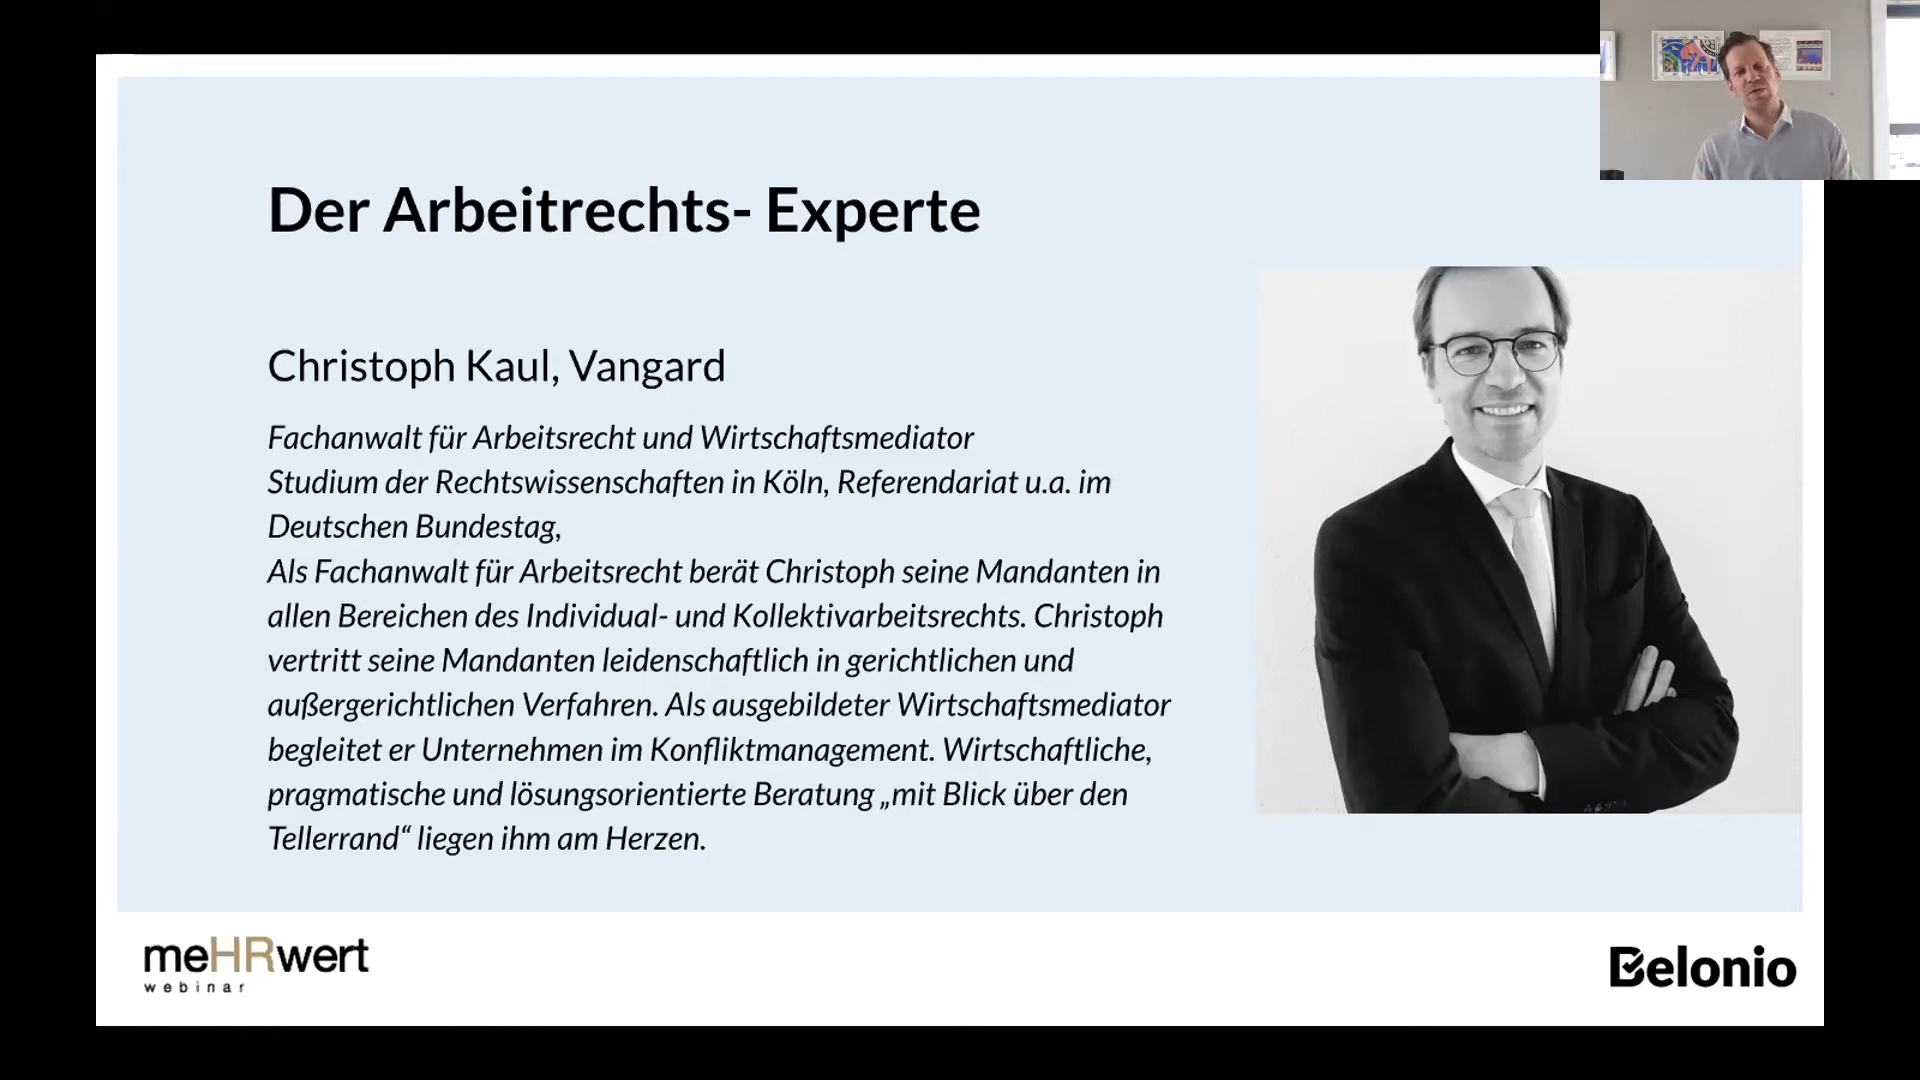 Der Arbeitrechts- Experte
Christoph Kaul, Vangard
Fachanwalt für Arbeitsrecht und Wirtschaftsmediator
Studium der Rechtswissenschaften in Köln, Referendariat u.a. im
Deutschen Bundestag,
Als Fachanwalt für Arbeitsrecht berät Christoph seine Mandanten in
allen Bereichen des Individual- und Kollektivarbeitsrechts. Christoph
vertritt seine Mandanten leidenschaftlich in gerichtlichen und
außergerichtlichen Verfahren. Als ausgebildeter Wirtschaftsmediator
begleitet er Unternehmen im Konfliktmanagement. Wirtschaftliche,
pragmatische und lösungsorientierte Beratung „mit Blick über den
Tellerrand“ liegen ihm am Herzen.
meHRwert
webinar
Belonio